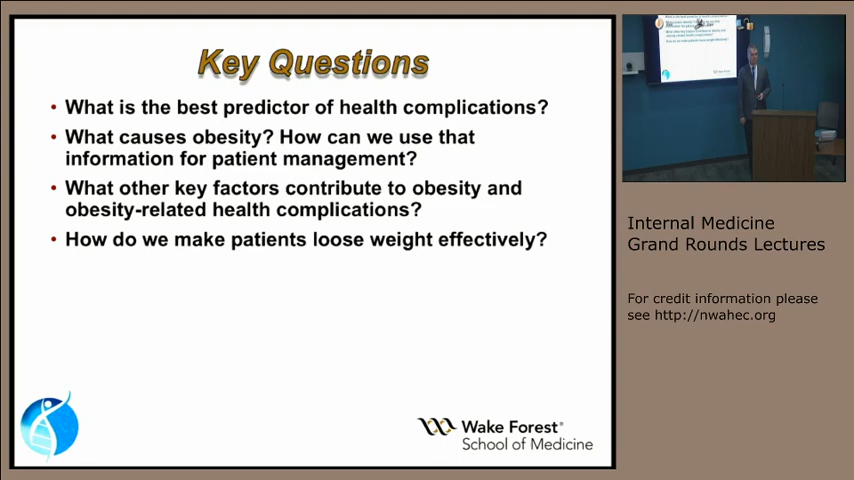 Key Questions
• What is the best predictor of health complications?
• What causes obesity? How can we use that
information for patient management?
• What other key factors contribute to obesity and
obesity-related health complications?
• How do we make patients loose weight effectively?
Wake Forest®
School of Medicine
Internal Medicine
Grand Rounds Lectures
For credit information please
see http://nwahec.org